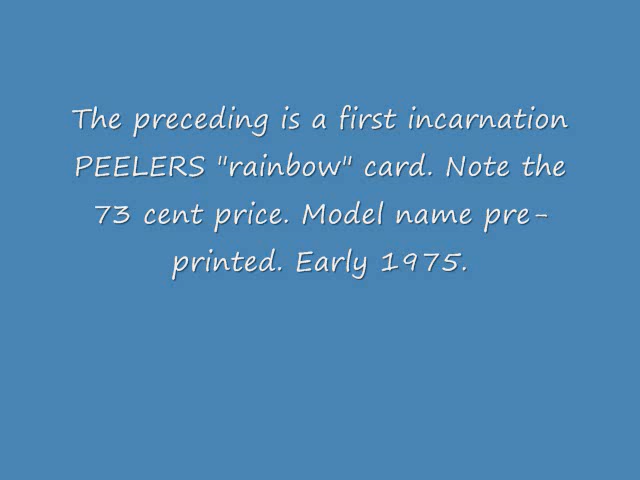 The preceding is a first incarnation
PEELERS "rainbow" card. Note the
73 cent price. Model name pre-
printed. Early 1975.